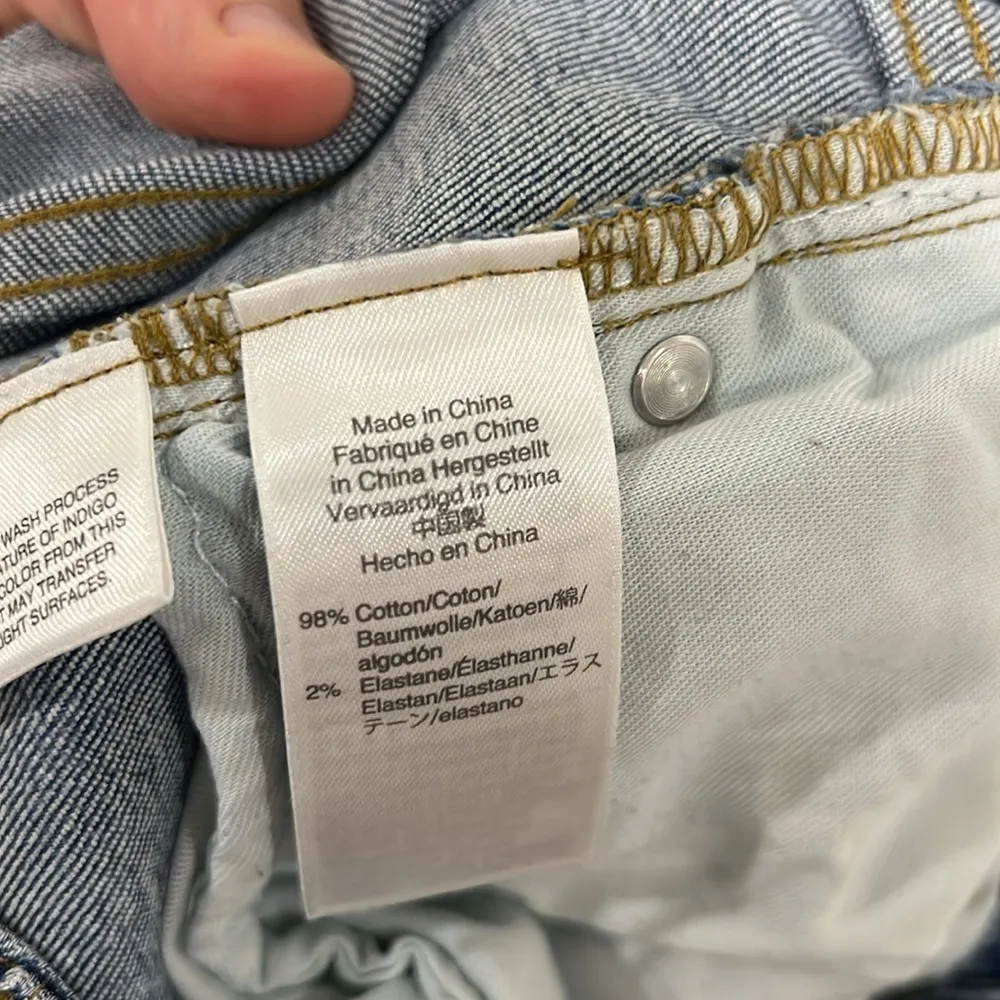 WASH PROCESS
ATURE OF INDIGO
COLOR FROM THIS
T MAY TRANSFER
GHT SURFACES.
Made in China
Fabriqué en Chine
in China Hergestellt
Vervaardigd in China
中国製
Hecho en China
98% Cotton/Coton/
Baumwolle/Katoen/綿/
algodón
2% Elastane/Élasthanne/
Elastan/Elastaan/エラス
テーン/elastano